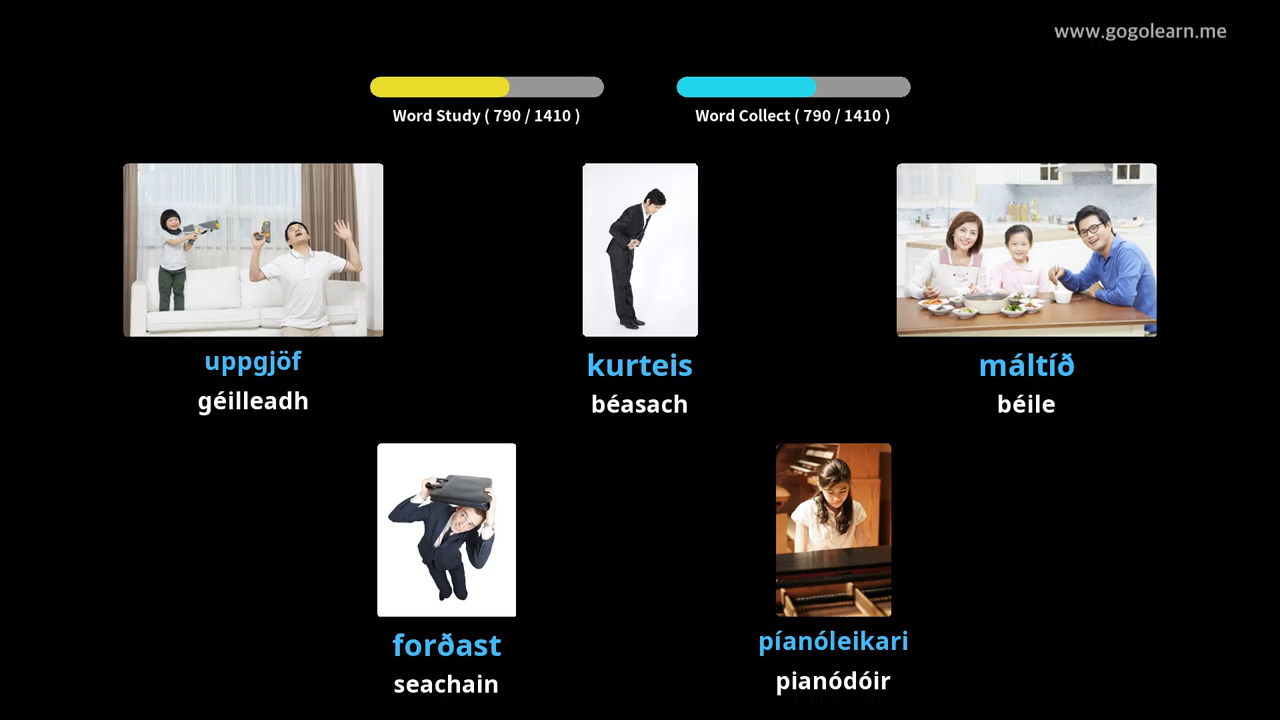 www.gogolearn.me
Word Study ( 790 / 1410 )
Word Collect ( 790 / 1410 )
uppgjöf
géilleadh
kurteis
béasach
máltíð
béile
forðast
seachain
píanóleikari
pianódóir